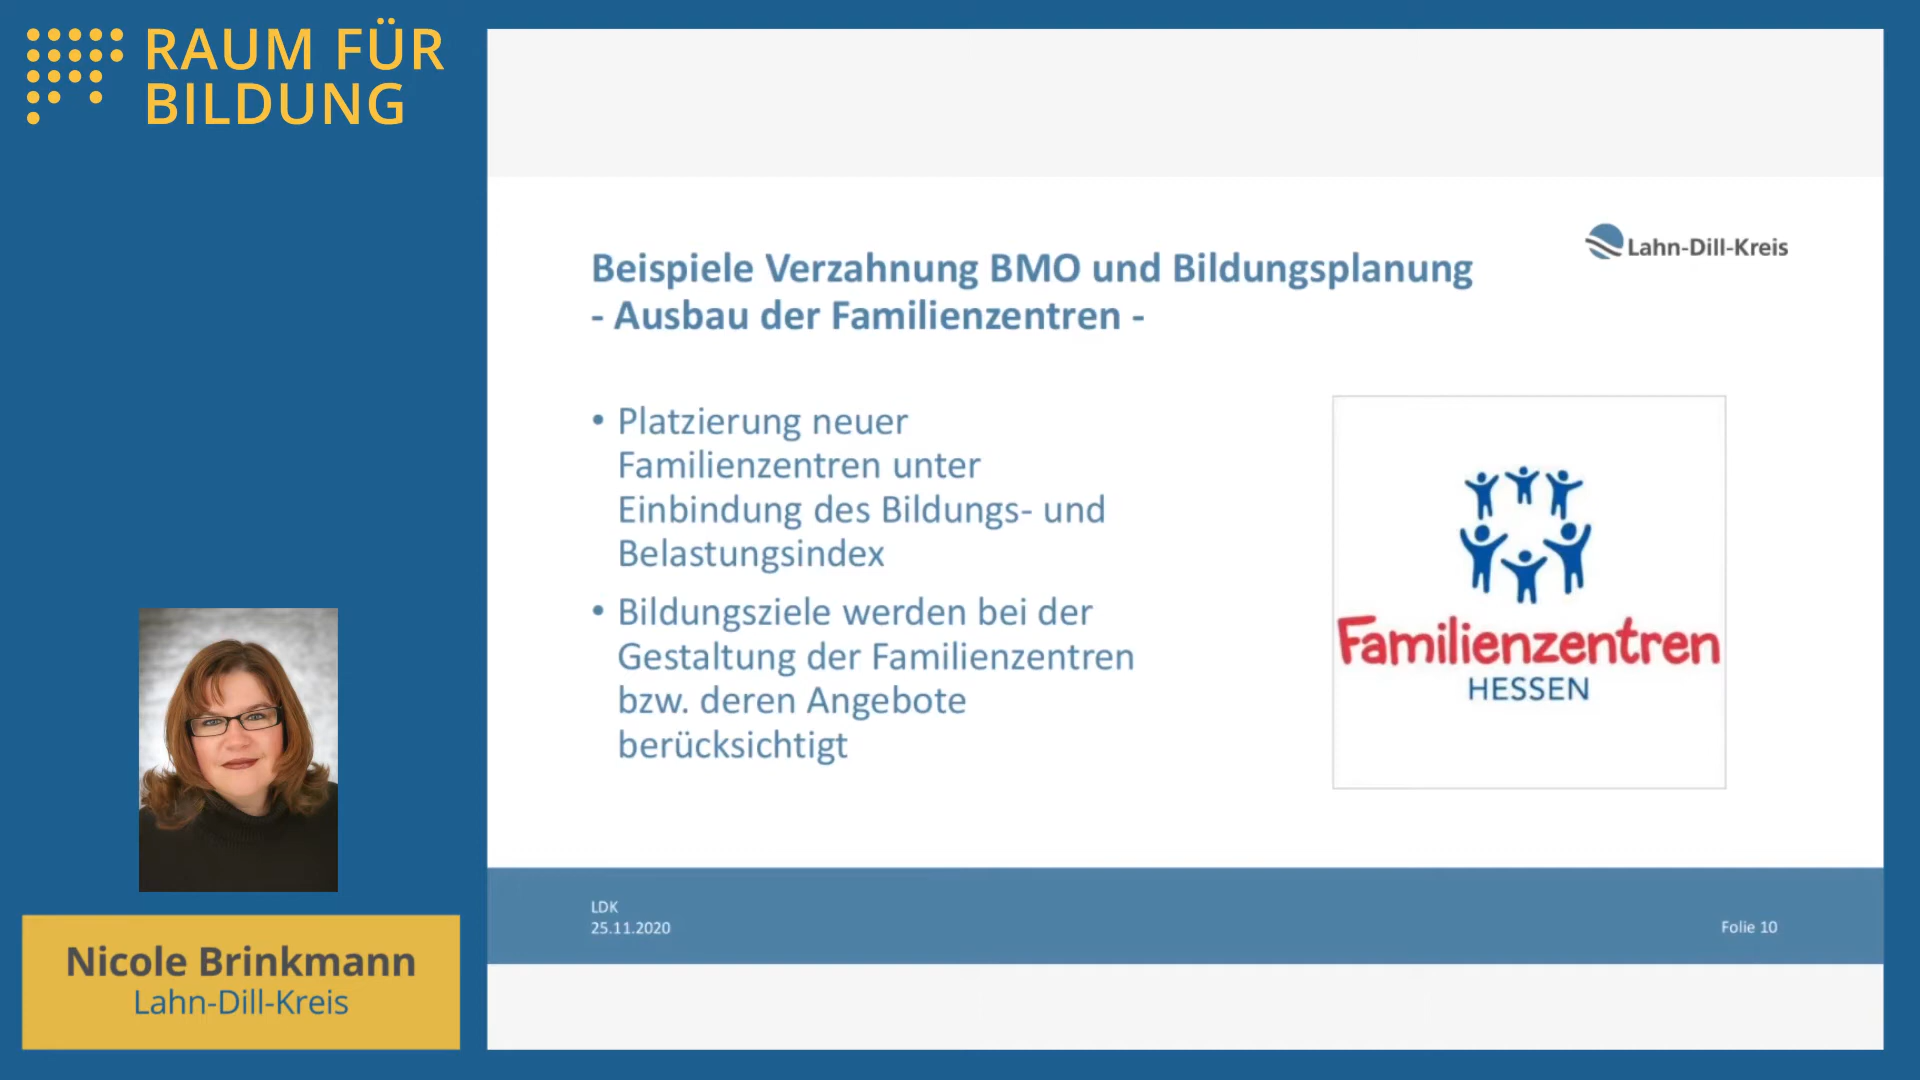 RAUM FÜR
BILDUNG
Lahn-Dill-Kreis
Beispiele Verzahnung BMO und Bildungsplanung
- Ausbau der Familienzentren -
• Platzierung neuer
Familienzentren unter
Einbindung des Bildungs- und
Belastungsindex
• Bildungsziele werden bei der
Gestaltung der Familienzentren
bzw. deren Angebote
berücksichtigt
Familienzentren
HESSEN
LDK
25.11.2020
Folie 10
Nicole Brinkmann
Lahn-Dill-Kreis